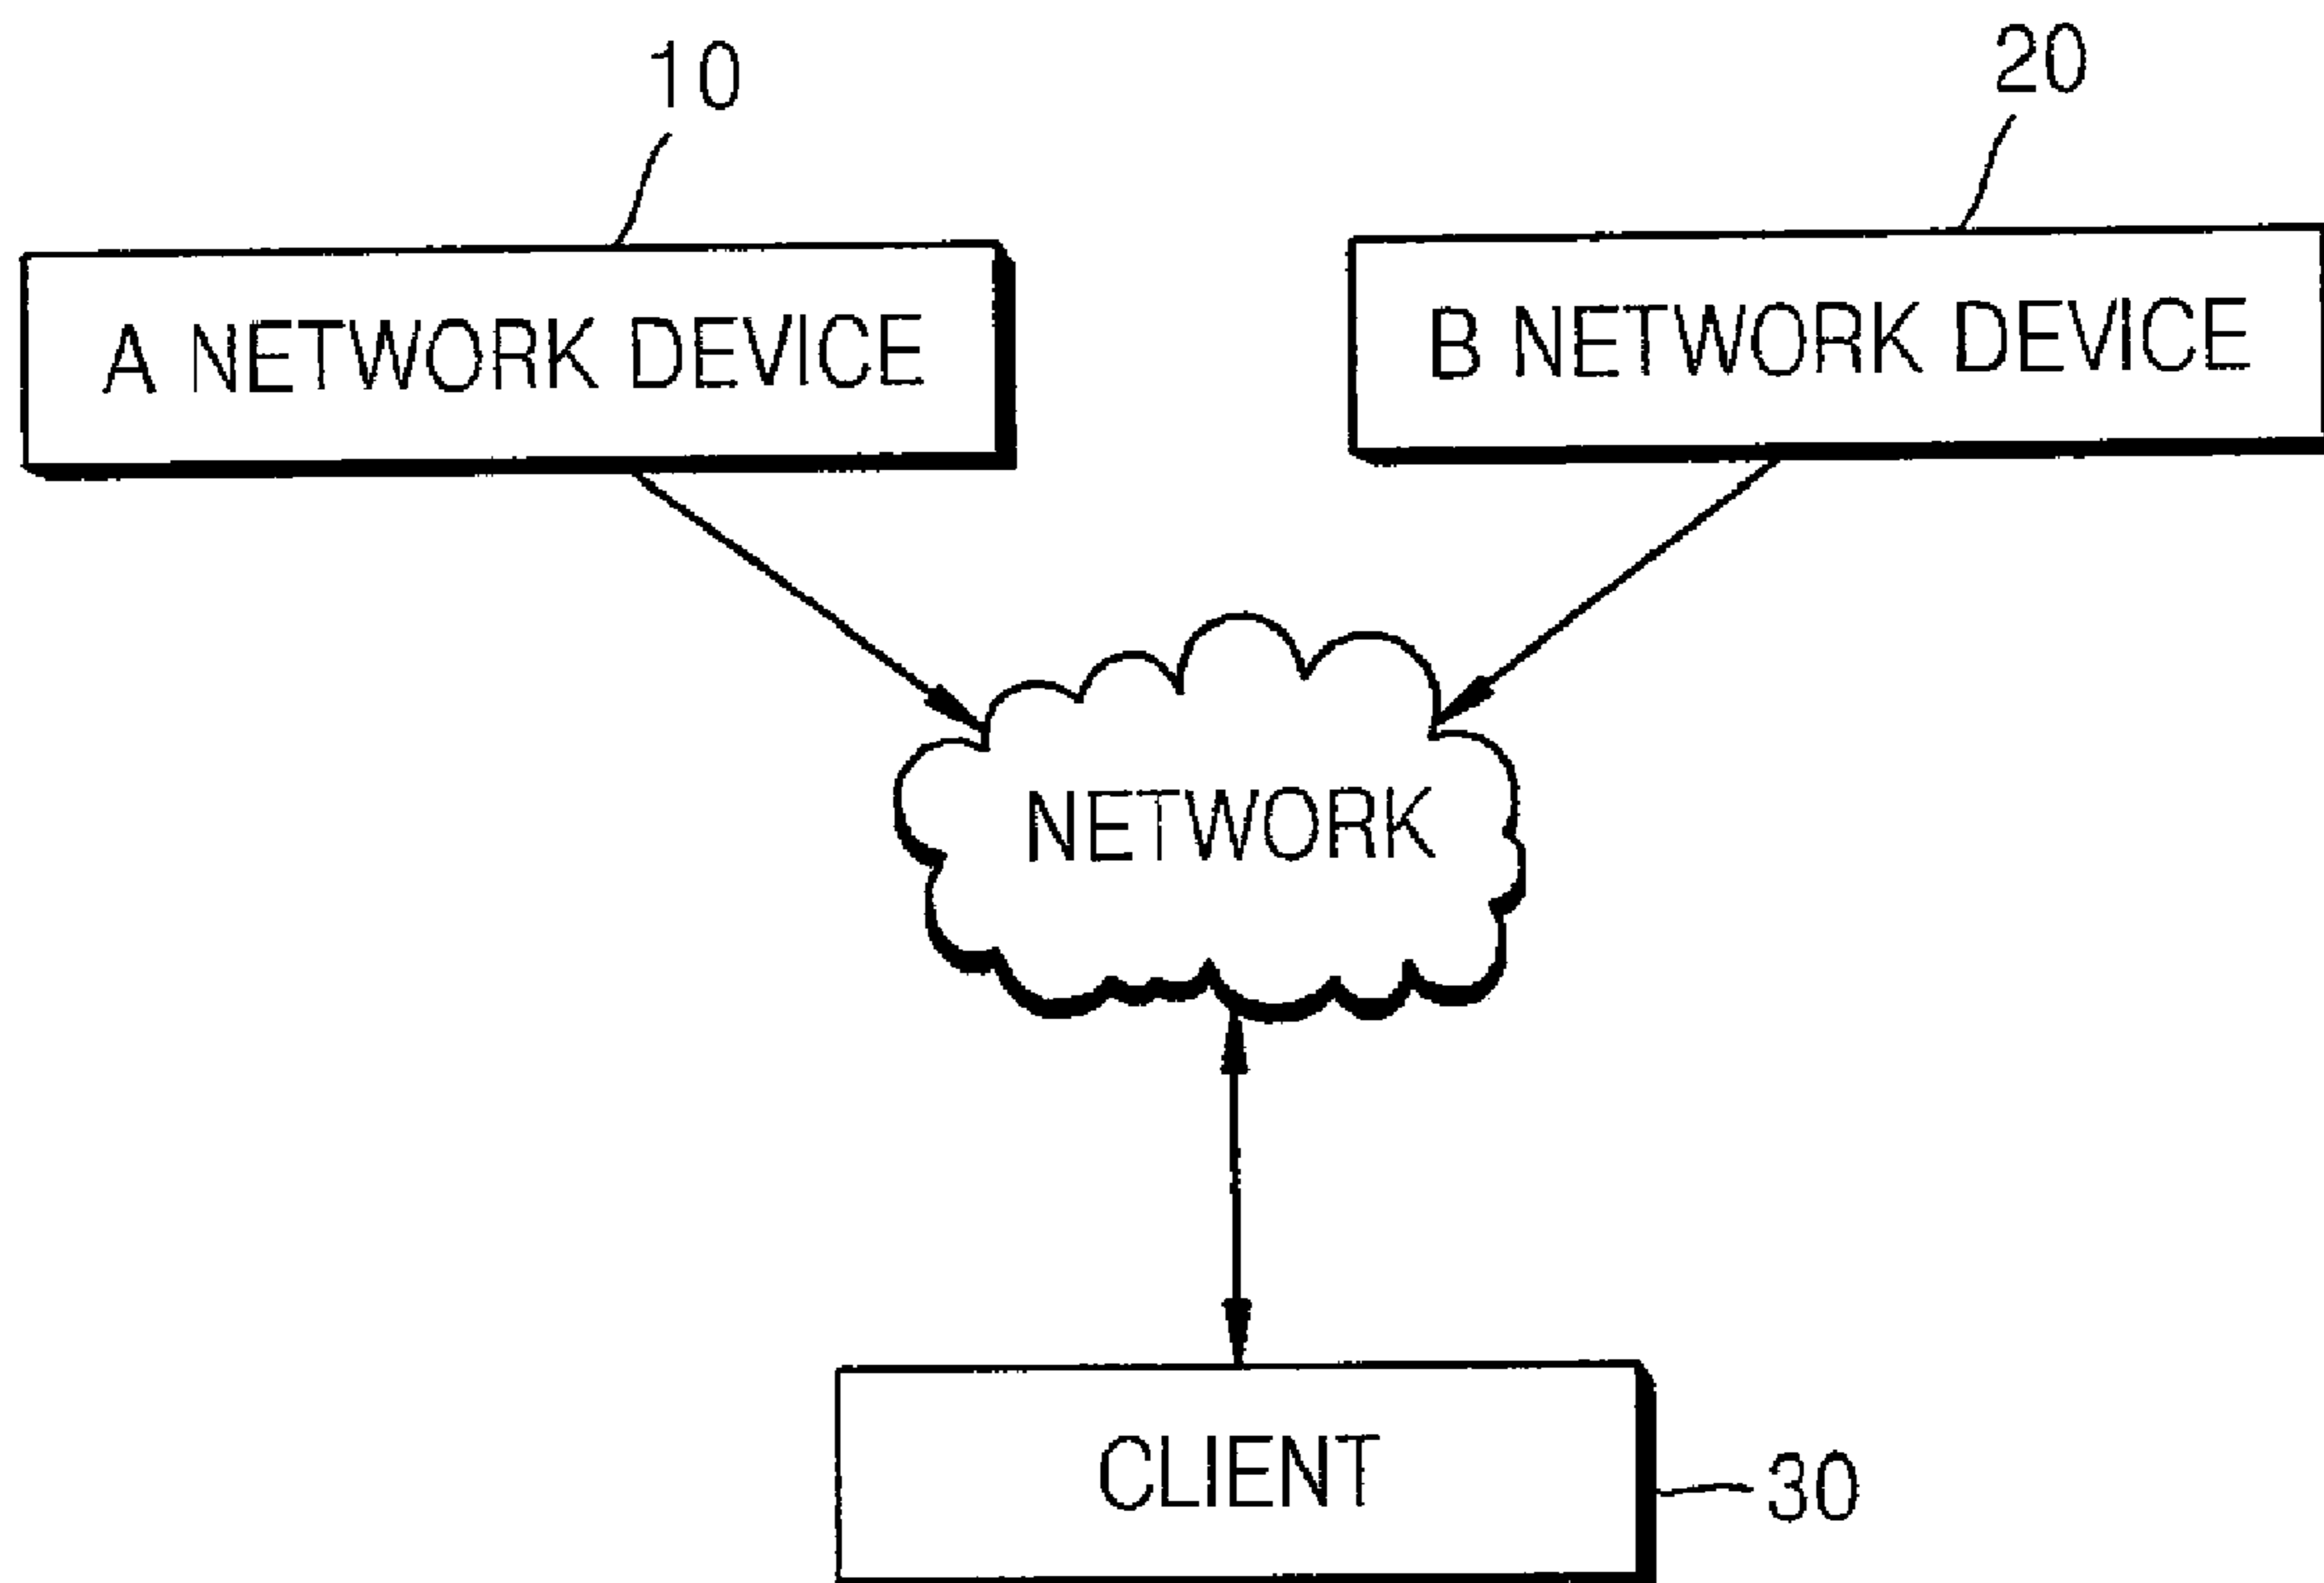 10
20
A NETWORK DEVICE
B NETWORK DEVICE
NETWORK
CLIENT
30